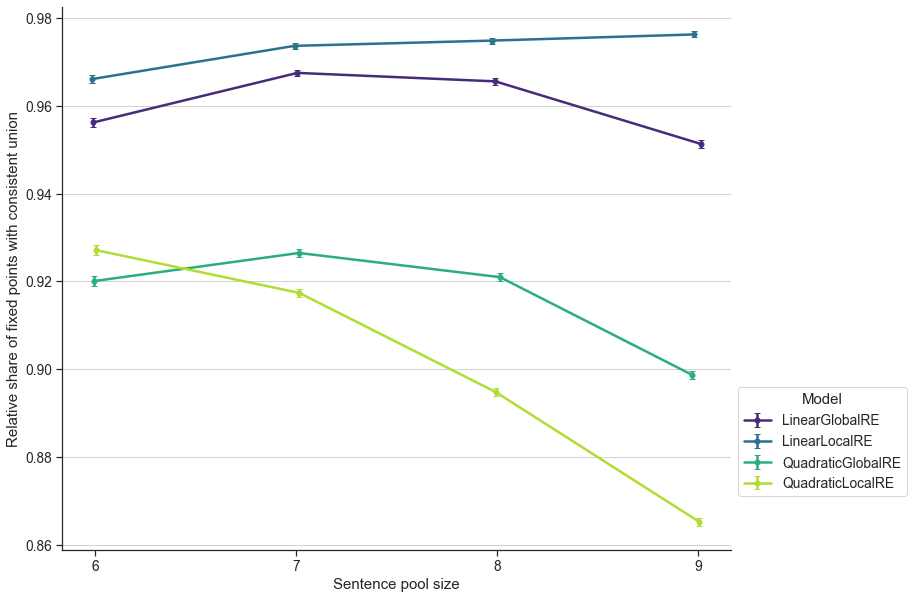 Relative share of fixed points with consistent union
0.98
0.96
0.94
0.92
0.90
0.88
0.86
6 7 8 9
Sentence pool size
Model
LinearGlobalRE
LinearLocalRE
QuadraticGlobalRE
QuadraticLocalRE